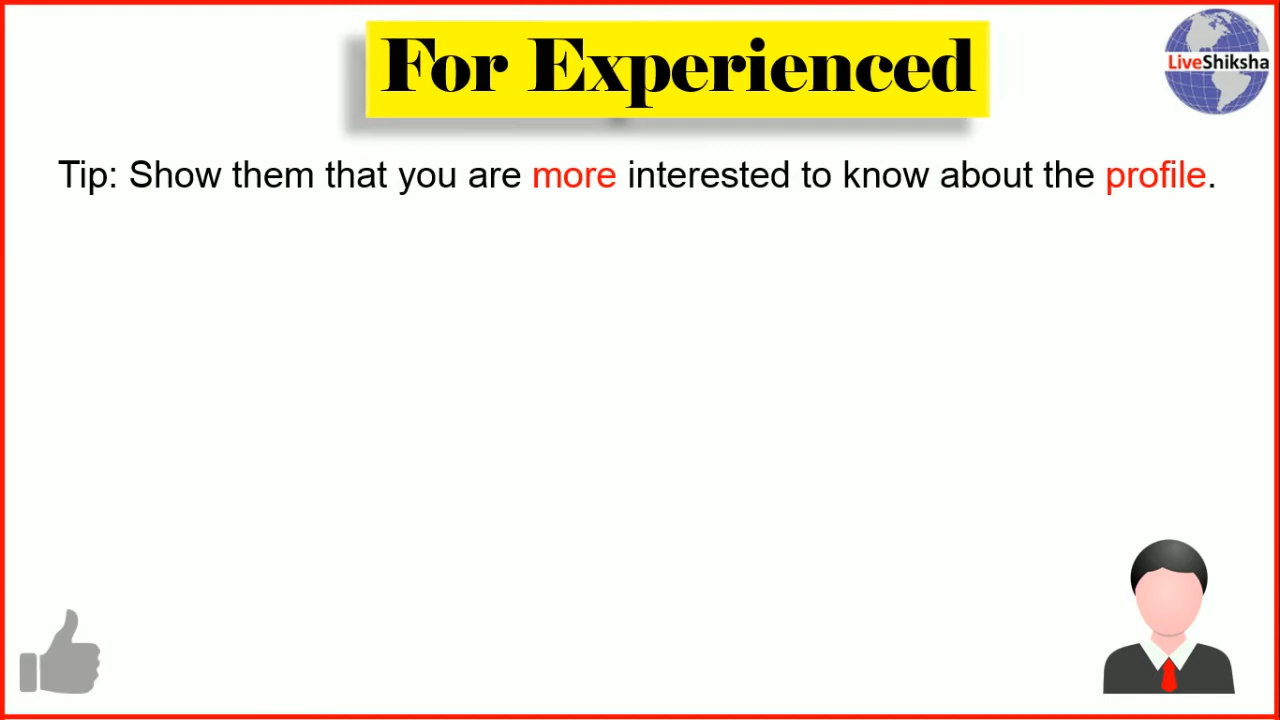 For Experienced
LiveShiksha
Tip: Show them that you are more interested to know about the profile.